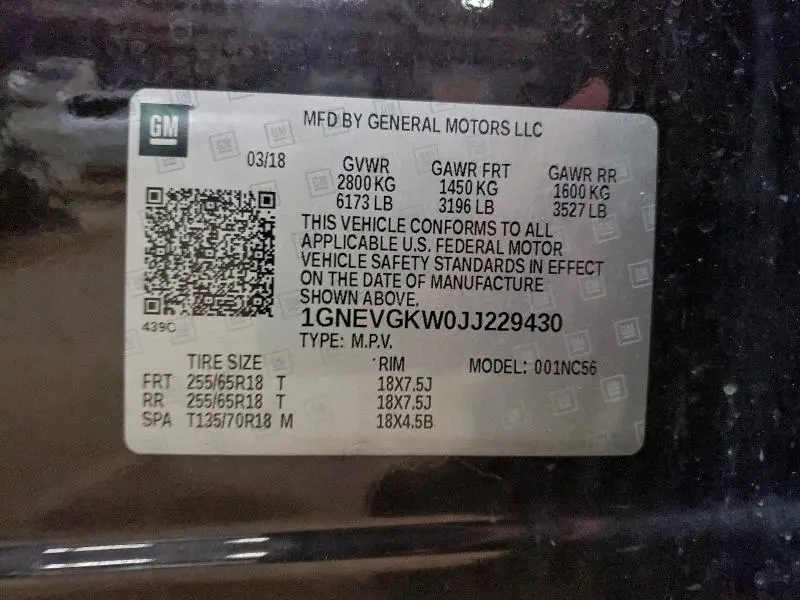 GM
MFD BY GENERAL MOTORS LLC
03/18
GVWR GAWR FRT GAWR RR
2800 KG 1450 KG 1600 KG
6173 LB 3196 LB 3527 LB
THIS VEHICLE CONFORMS TO ALL
APPLICABLE U.S. FEDERAL MOTOR
VEHICLE SAFETY STANDARDS IN EFFECT
ON THE DATE OF MANUFACTURE
SHOWN ABOVE.
439C
1GNEVGKW0JJ229430
TYPE: M.P.V.
TIRE SIZE RIM MODEL: 001NC56
FRT 255/65R18 T 18X7.5J
RR 255/65R18 T 18X7.5J
SPA T135/70R18 M 18X4.5B